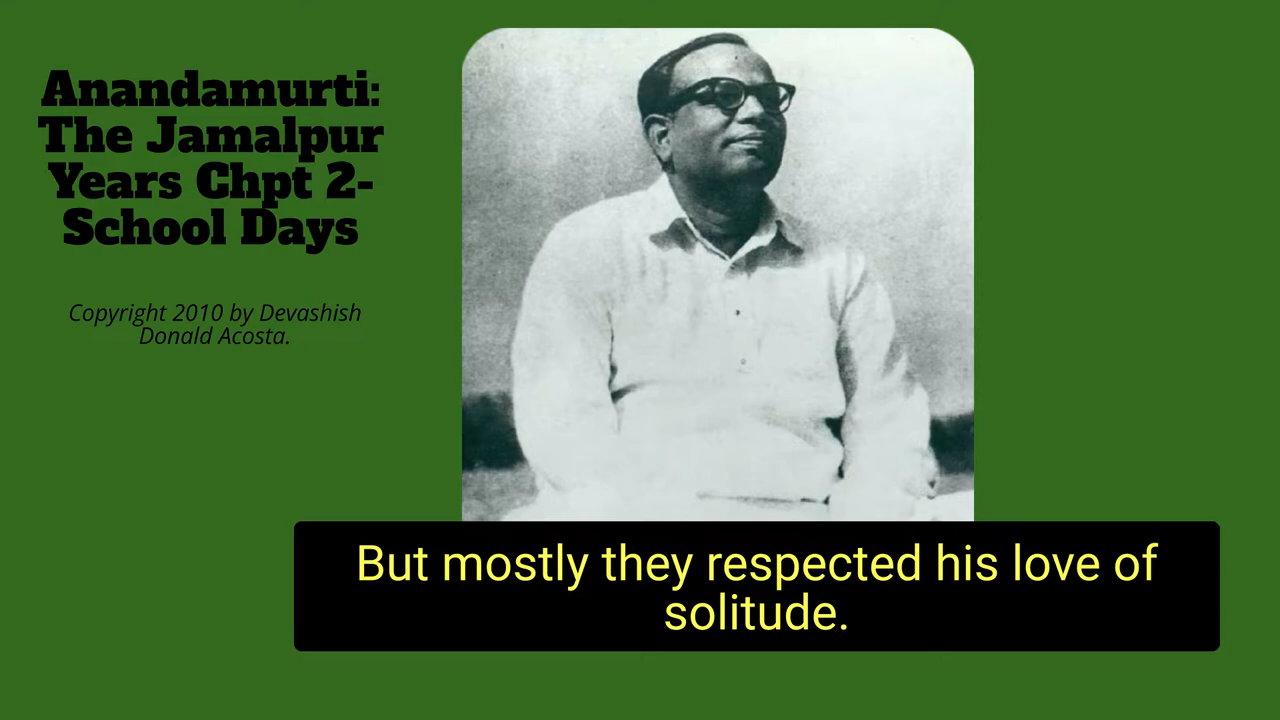 Anandamurti:
The Jamalpur
Years Chpt 2-
School Days
Copyright 2010 by Devashish
Donald Acosta.
But mostly they respected his love of
solitude.